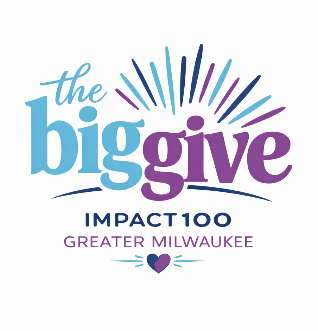 the
big give
IMPACT100
GREATER MILWAUKEE